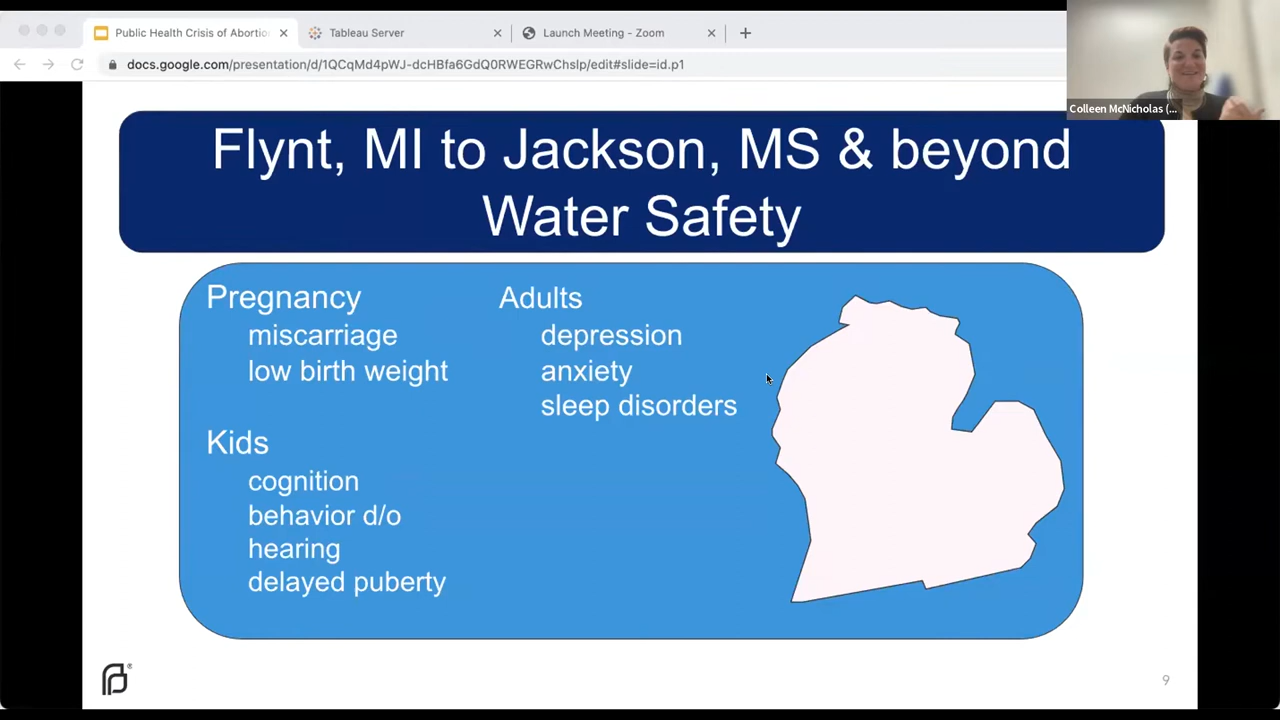 Public Health Crisis of Abortio
Tableau Server
Launch Meeting - Zoom
docs.google.com/presentation/d/1QCqMd4pWJ-dcHBfa6GdQ0RWEGRwChslp/edit#slide=id.p1
Colleen McNicholas (...
Flynt, MI to Jackson, MS & beyond
Water Safety
Pregnancy
miscarriage
low birth weight
Kids
cognition
behavior d/o
hearing
delayed puberty
Adults
depression
anxiety
sleep disorders
9